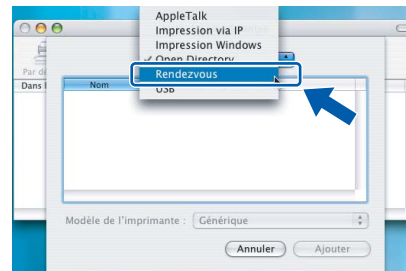 AppleTalk
Impression via IP
Impression Windows
✓ Open Directory
Rendezvous
USB
Par dé
Dans l
Nom
Modèle de l'imprimante : Générique
Annuler Ajouter